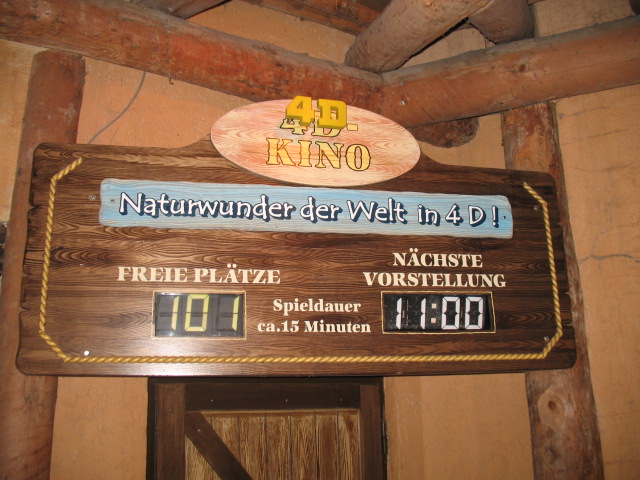 4D-
KINO
Naturwunder der Welt in 4 D !
FREIE PLÄTZE
101
Spieldauer
ca.15 Minuten
NÄCHSTE
VORSTELLUNG
11:00